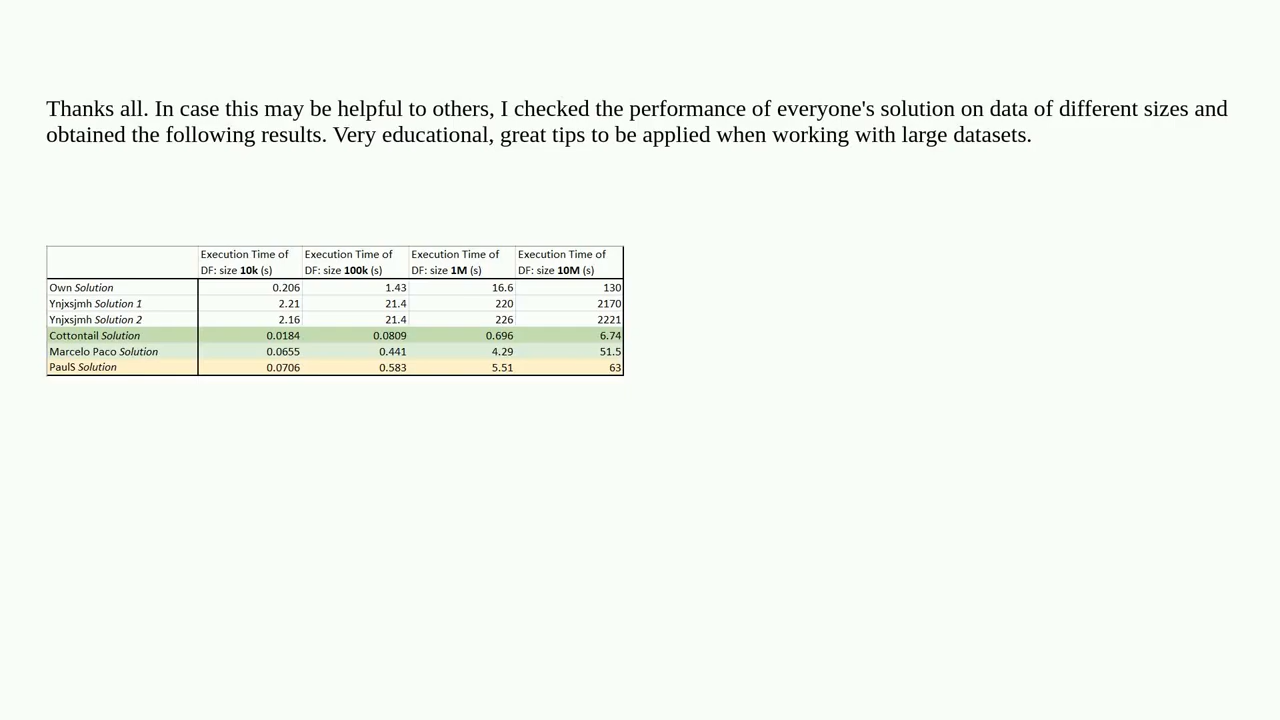 Thanks all. In case this may be helpful to others, I checked the performance of everyone's solution on data of different sizes and
obtained the following results. Very educational, great tips to be applied when working with large datasets.
Execution Time of Execution Time of Execution Time of Execution Time of
DF: size 10k (s) DF: size 100k (s) DF: size 1M (s) DF: size 10M (s)
Own Solution 0.206 1.43 16.6 130
Ynjxsjmh Solution 1 2.21 21.4 220 2170
Ynjxsjmh Solution 2 2.16 21.4 226 2221
Cottontail Solution 0.0184 0.0809 0.696 6.74
Marcelo Paco Solution 0.0655 0.441 4.29 51.5
PaulS Solution 0.0706 0.583 5.51 63